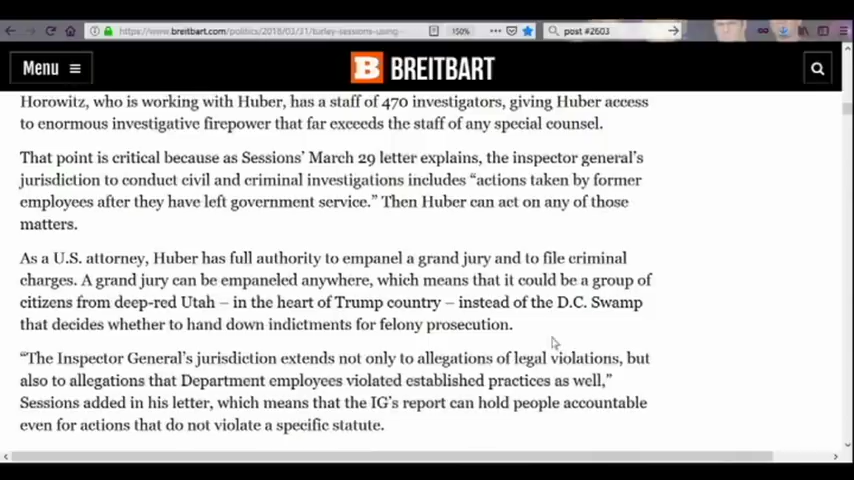 https://www.breitbart.com/politics/2018/03/31/turley-sessions-using-
150%
post #2603
Menu
B BREITBART
Horowitz, who is working with Huber, has a staff of 470 investigators, giving Huber access
to enormous investigative firepower that far exceeds the staff of any special counsel.
That point is critical because as Sessions’ March 29 letter explains, the inspector general’s
jurisdiction to conduct civil and criminal investigations includes “actions taken by former
employees after they have left government service.” Then Huber can act on any of those
matters.
As a U.S. attorney, Huber has full authority to empanel a grand jury and to file criminal
charges. A grand jury can be empaneled anywhere, which means that it could be a group of
citizens from deep-red Utah – in the heart of Trump country – instead of the D.C. Swamp
that decides whether to hand down indictments for felony prosecution.
“The Inspector General’s jurisdiction extends not only to allegations of legal violations, but
also to allegations that Department employees violated established practices as well,”
Sessions added in his letter, which means that the IG’s report can hold people accountable
even for actions that do not violate a specific statute.